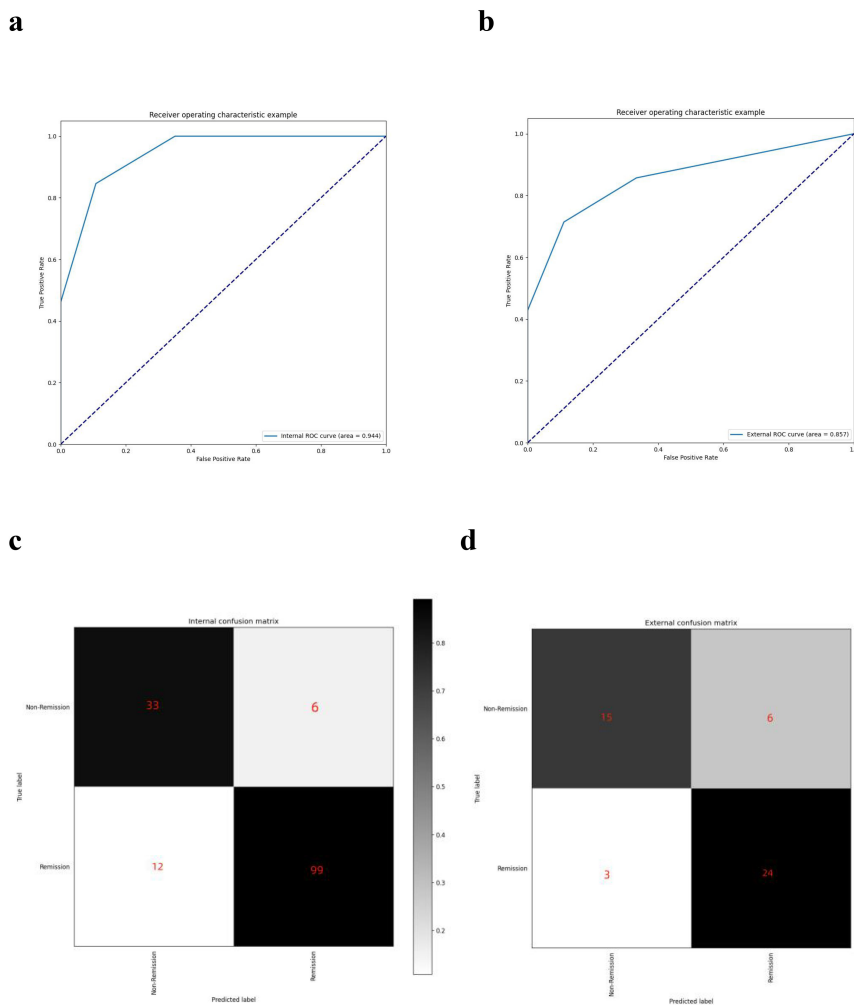 a
b
Receiver operating characteristic example
True Positive Rate
1.0
0.8
0.6
0.4
0.2
0.0
Internal ROC curve (area = 0.944)
0.0 0.2 0.4 0.6 0.8 1.0
False Positive Rate
Receiver operating characteristic example
True Positive Rate
1.0
0.8
0.6
0.4
0.2
0.0
External ROC curve (area = 0.857)
0.0 0.2 0.4 0.6 0.8 1.0
False Positive Rate
c
d
Internal confusion matrix
True label
Non-Remission
33 6
Remission
12 99
Non-Remission Remission
Predicted label
0.8
0.7
0.6
0.5
0.4
0.3
0.2
External confusion matrix
True label
Non-Remission
15 6
Remission
3 24
Non-Remission Remission
Predicted label